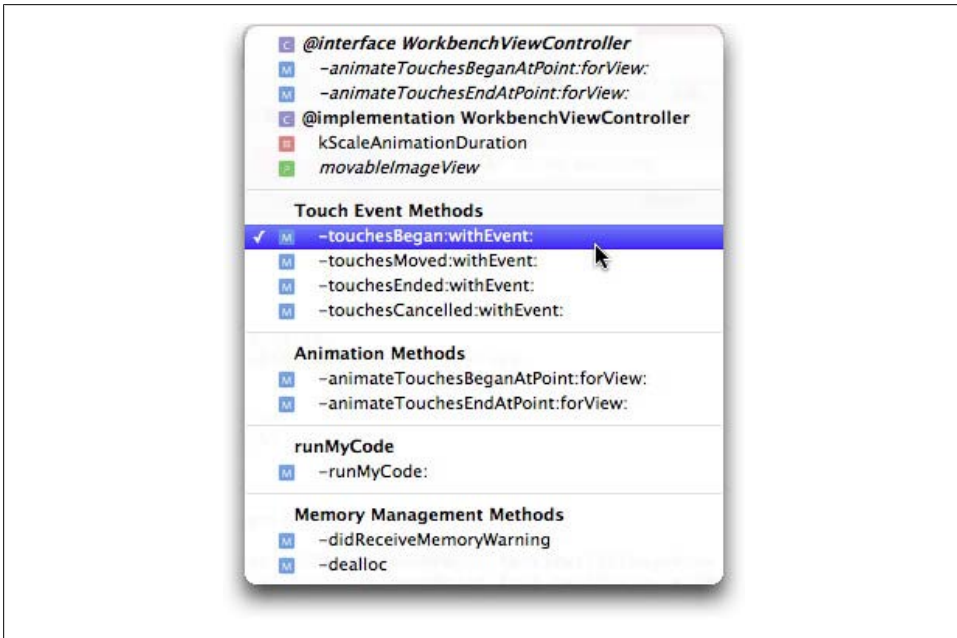 C @interface WorkbenchViewController
M -animateTouchesBeganAtPoint:forView:
M -animateTouchesEndAtPoint:forView:
C @implementation WorkbenchViewController
kScaleAnimationDuration
P movableImageView
Touch Event Methods
✓ M -touchesBegan:withEvent:
M -touchesMoved:withEvent:
M -touchesEnded:withEvent:
M -touchesCancelled:withEvent:
Animation Methods
M -animateTouchesBeganAtPoint:forView:
M -animateTouchesEndAtPoint:forView:
runMyCode
M -runMyCode:
Memory Management Methods
M -didReceiveMemoryWarning
M -dealloc